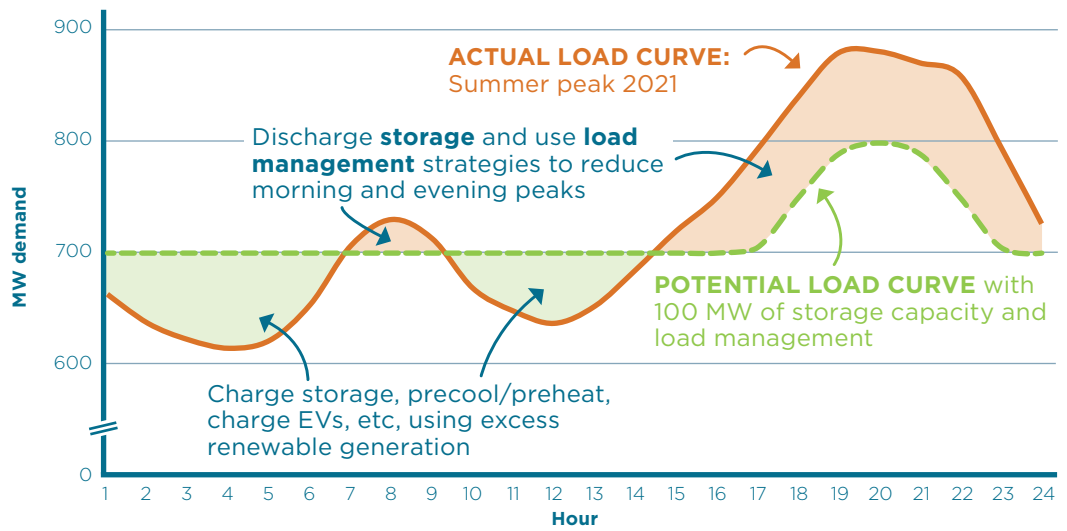 900
800
700
600
0
MW demand
ACTUAL LOAD CURVE:
Summer peak 2021
Discharge storage and use load
management strategies to reduce
morning and evening peaks
POTENTIAL LOAD CURVE with
100 MW of storage capacity and
load management
Charge storage, precool/preheat,
charge EVs, etc, using excess
renewable generation
1 2 3 4 5 6 7 8 9 10 11 12 13 14 15 16 17 18 19 20 21 22 23 24
Hour